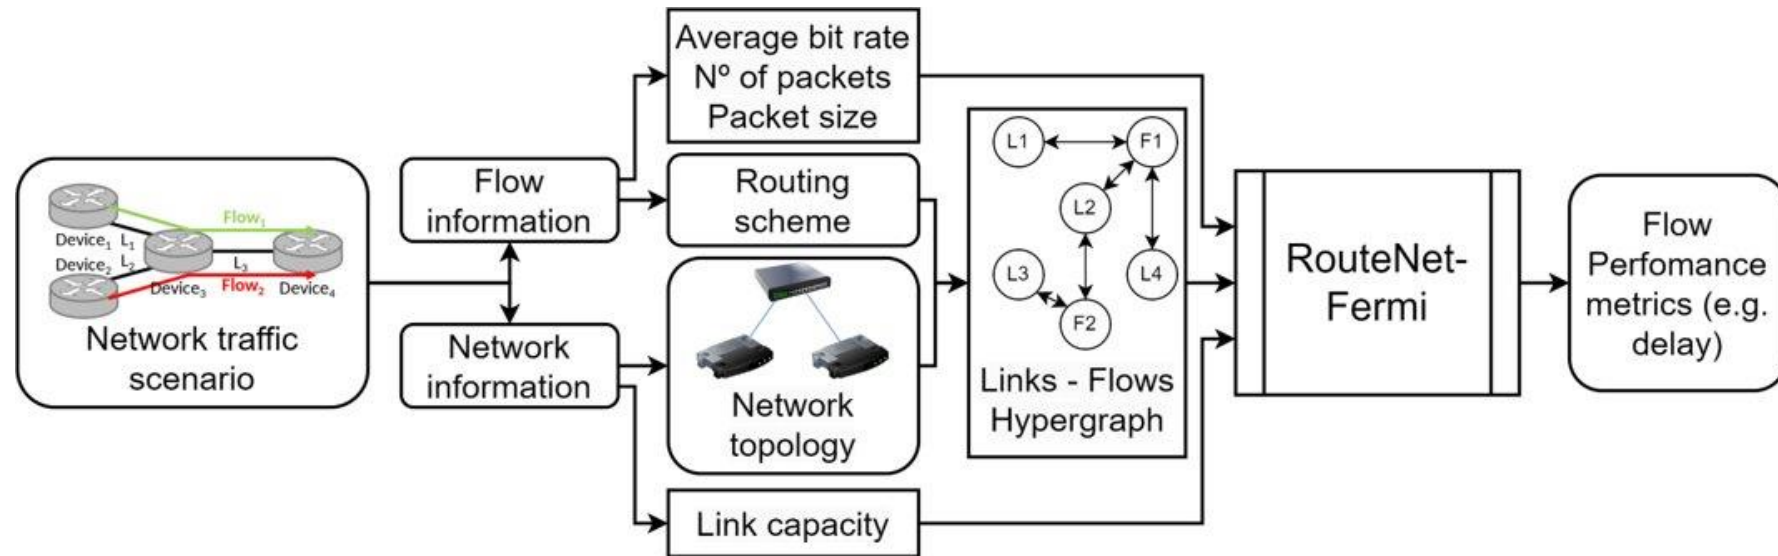 Flow₁
Device₁
L₁
Device₂
L₂
L₃
Device₃
Flow₂
Device₄
Network traffic
scenario
Flow
information
Network
information
Average bit rate
Nº of packets
Packet size
Routing
scheme
Network
topology
Link capacity
L1
F1
L2
L3
L4
F2
Links - Flows
Hypergraph
RouteNet-
Fermi
Flow
Perfomance
metrics (e.g.
delay)